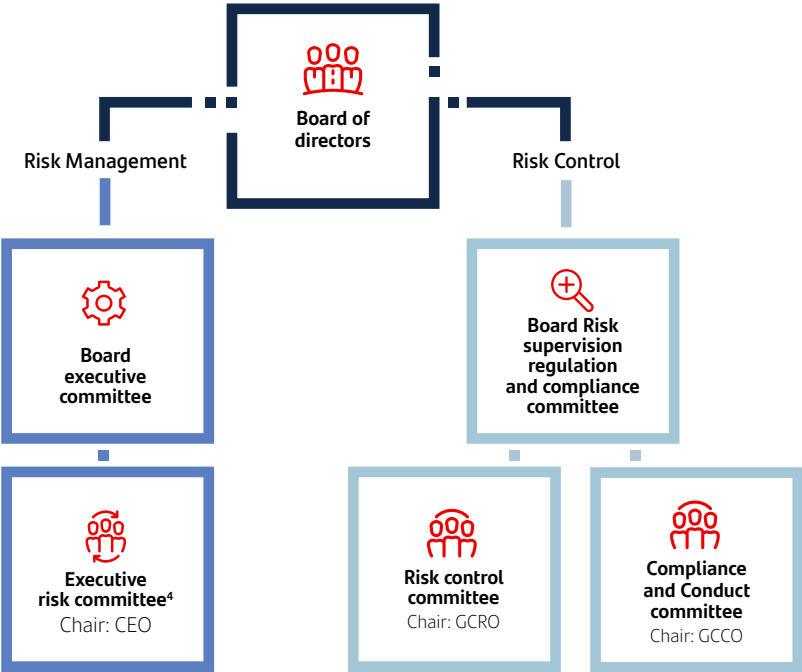 Board of
directors
Risk Management
Risk Control
Board
executive
committee
Board Risk
supervision
regulation
and compliance
committee
Executive
risk committee⁴
Chair: CEO
Risk control
committee
Chair: GCRO
Compliance
and Conduct
committee
Chair: GCCO